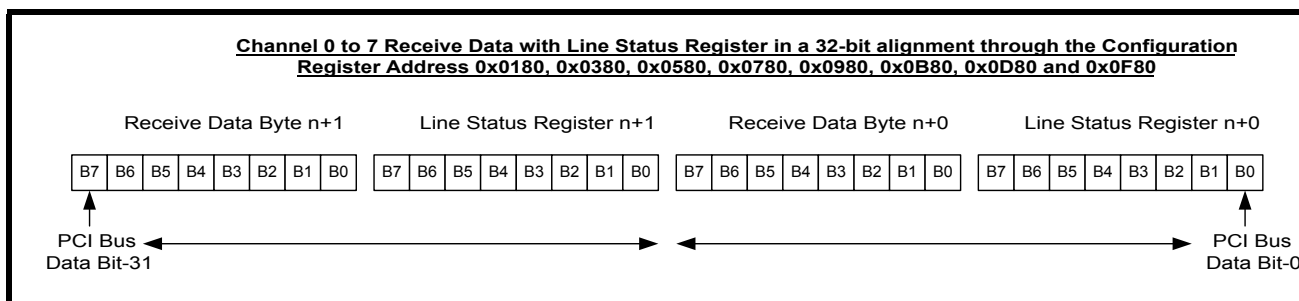 Channel 0 to 7 Receive Data with Line Status Register in a 32-bit alignment through the Configuration
Register Address 0x0180, 0x0380, 0x0580, 0x0780, 0x0980, 0x0B80, 0x0D80 and 0x0F80
Receive Data Byte n+1 Line Status Register n+1 Receive Data Byte n+0 Line Status Register n+0
B7 B6 B5 B4 B3 B2 B1 B0 B7 B6 B5 B4 B3 B2 B1 B0 B7 B6 B5 B4 B3 B2 B1 B0 B7 B6 B5 B4 B3 B2 B1 B0
PCI Bus PCI Bus
Data Bit-31 Data Bit-0